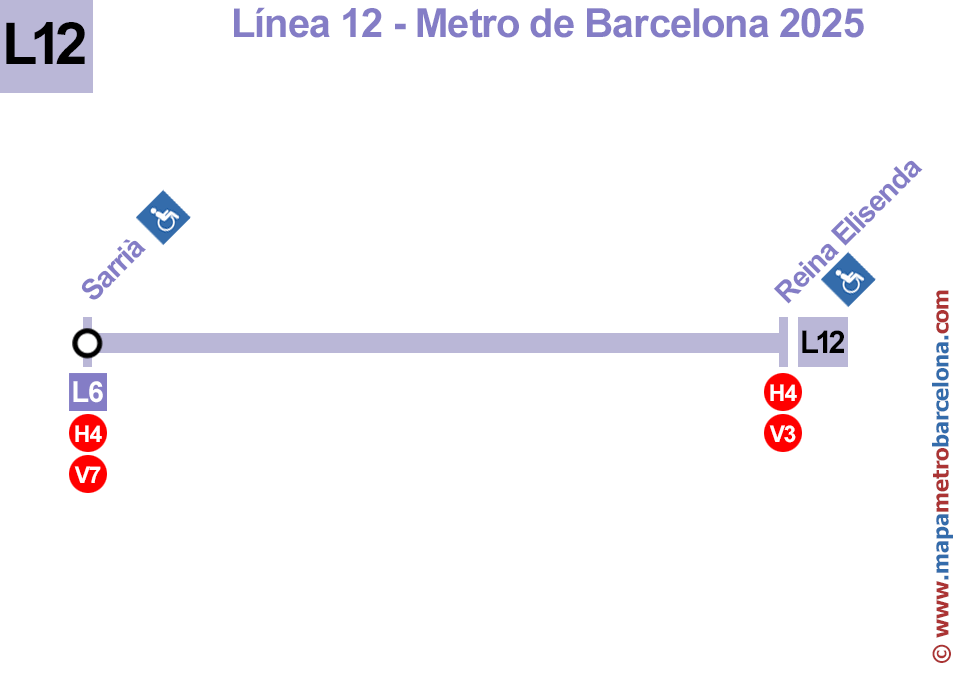 L12
Línea 12 - Metro de Barcelona 2025
Sarrià
Reina Elisenda
L12
L6
H4
V7
H4
V3
© www.mapametrobarcelona.com